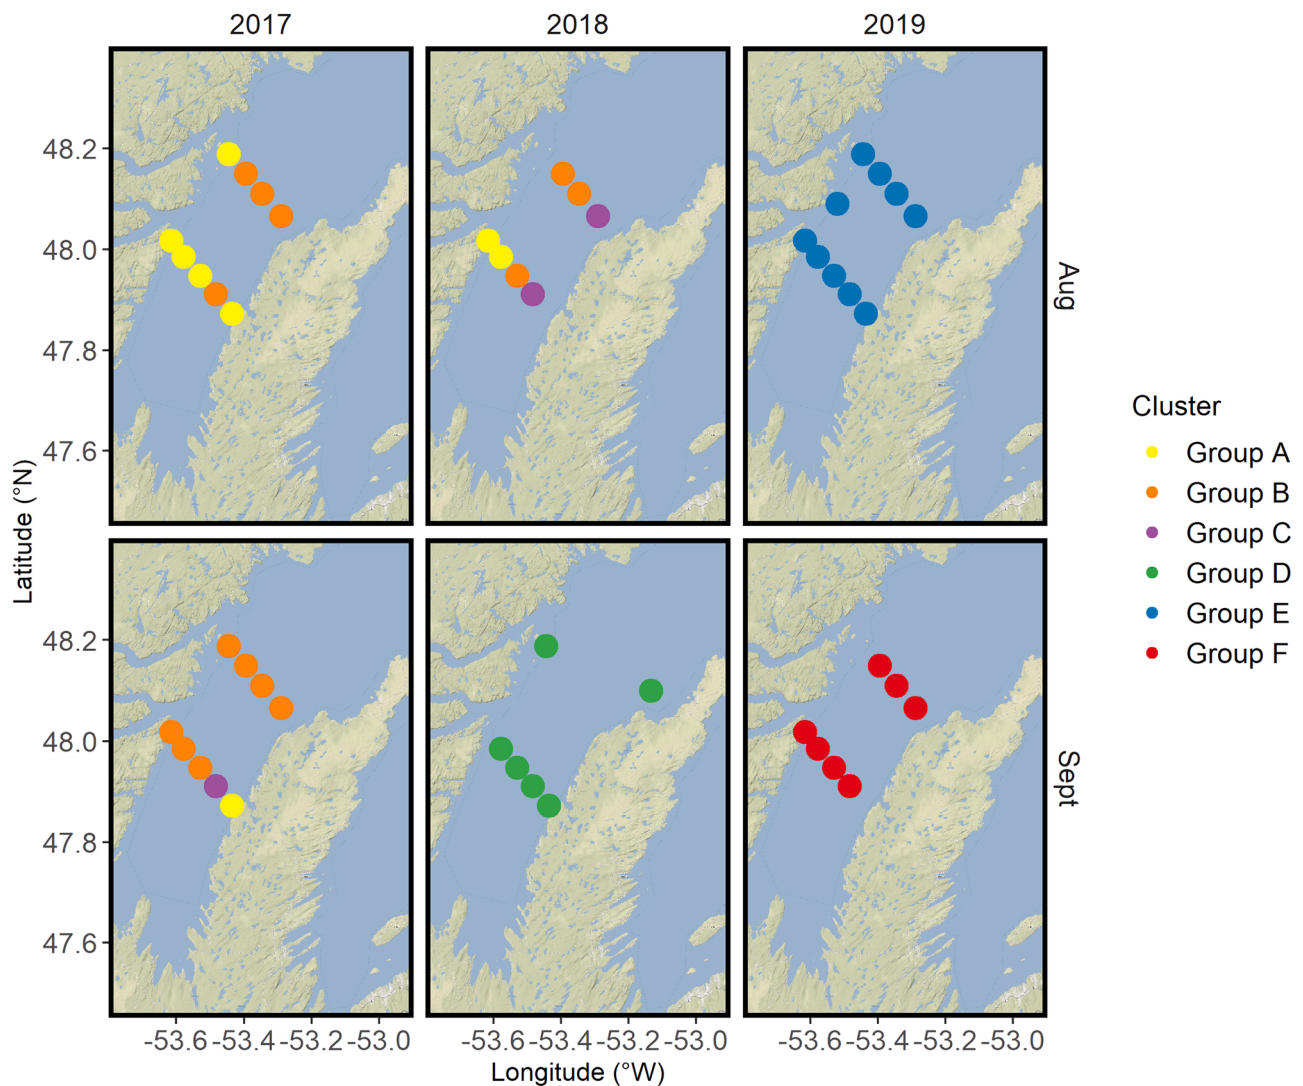 2017 2018 2019
48.2
48.0
47.8
47.6
Aug
48.2
48.0
47.8
47.6
Sept
Latitude (°N)
-53.6 -53.4 -53.2 -53.0 -53.6 -53.4 -53.2 -53.0 -53.6 -53.4 -53.2 -53.0
Longitude (°W)
Cluster
Group A
Group B
Group C
Group D
Group E
Group F